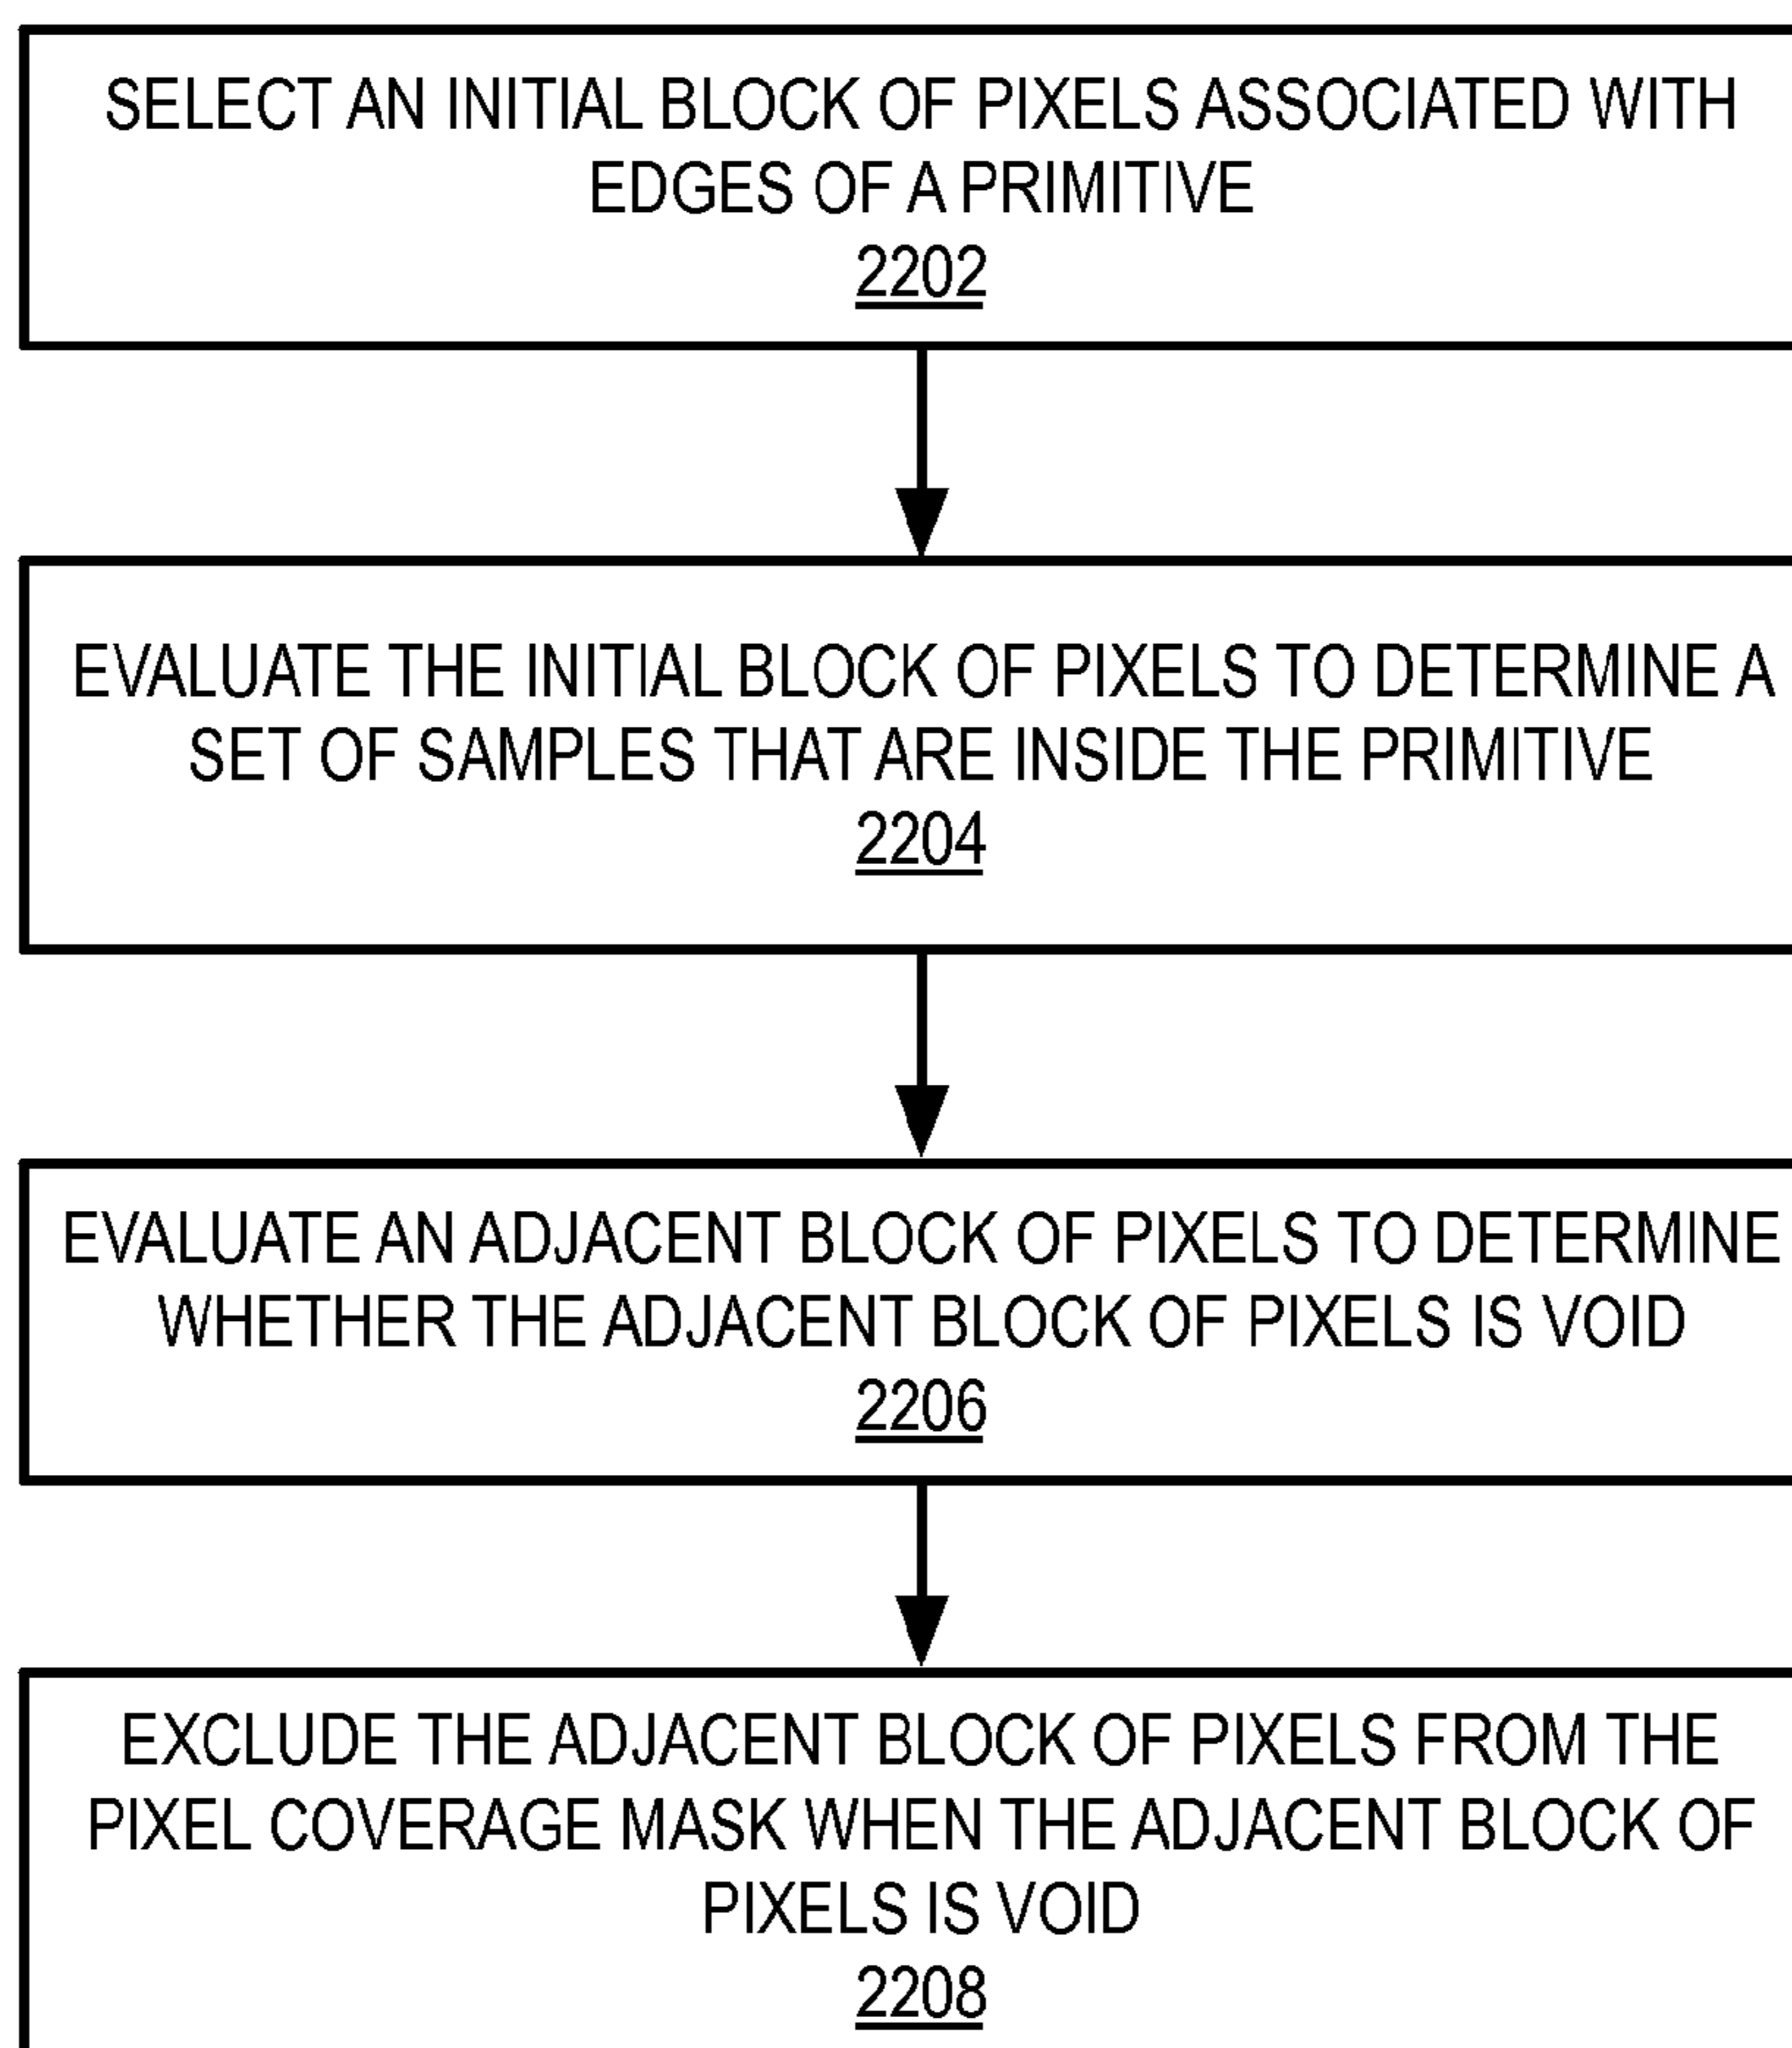 SELECT AN INITIAL BLOCK OF PIXELS ASSOCIATED WITH
EDGES OF A PRIMITIVE
2202
EVALUATE THE INITIAL BLOCK OF PIXELS TO DETERMINE A
SET OF SAMPLES THAT ARE INSIDE THE PRIMITIVE
2204
EVALUATE AN ADJACENT BLOCK OF PIXELS TO DETERMINE
WHETHER THE ADJACENT BLOCK OF PIXELS IS VOID
2206
EXCLUDE THE ADJACENT BLOCK OF PIXELS FROM THE
PIXEL COVERAGE MASK WHEN THE ADJACENT BLOCK OF
PIXELS IS VOID
2208